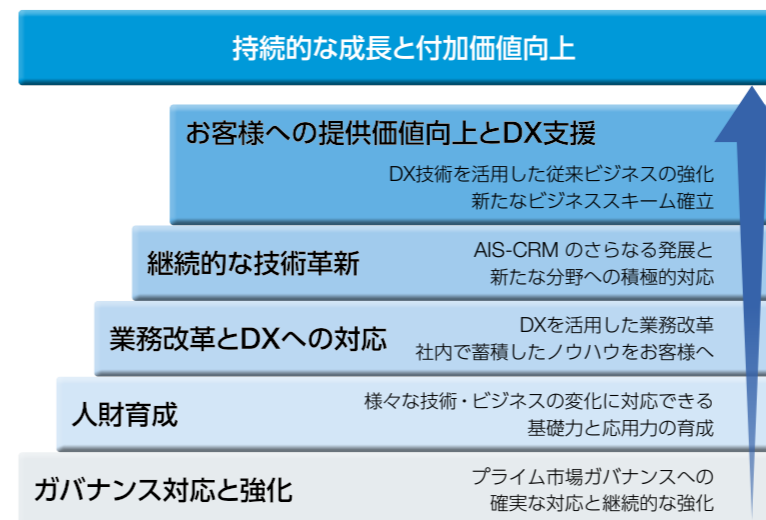 持続的な成長と付加価値向上
お客様への提供価値向上とDX支援
DX技術を活用した従来ビジネスの強化
新たなビジネススキーム確立
継続的な技術革新
AIS-CRM のさらなる発展と
新たな分野への積極的対応
業務改革とDXへの対応
DXを活用した業務改革
社内で蓄積したノウハウをお客様へ
人財育成
様々な技術・ビジネスの変化に対応できる
基礎力と応用力の育成
ガバナンス対応と強化
プライム市場ガバナンスへの
確実な対応と継続的な強化